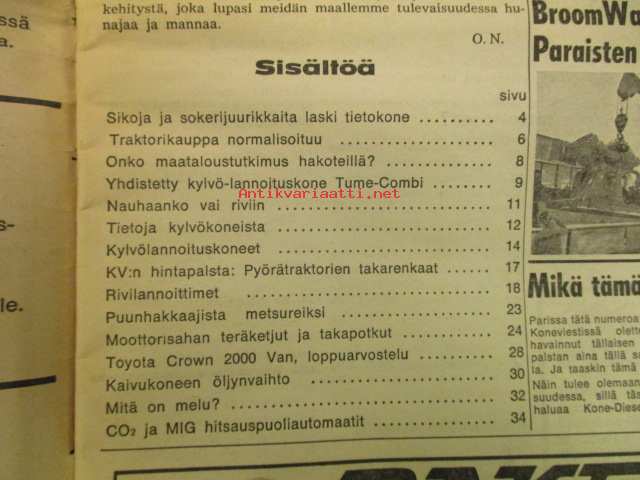 kehitystä, joka lupasi meidän maallemme tulevaisuudessa hu-
najaa ja mannaa.
O. N.
Sisältöä
sivu
Sikoja ja sokerijuurikkaita laski tietokone .......... 4
Traktorikauppa normalisoituu .................. 6
Onko maataloustutkimus hakoteillä? .............. 8
Yhdistetty kylvö-lannoituskone Tume-Combi ........ 9
Antikvariaatti.net
Nauhaanko vai riviin ........................ 11
Tietoja kylvökoneista ........................ 12
Kylvölannoituskoneet ........................ 14
KV:n hintapalsta: Pyörätraktorien takarenkaat ...... 17
Rivilannoittimet ........................ 18
Puunhakkaajista metsureiksi .................. 23
Moottorisahan teräketjut ja takapotkut ............ 24
Toyota Crown 2000 Van, loppuarvostelu .......... 28
Kaivukoneen öljynvaihto .................... 30
Mitä on melu? ............................ 32
CO2 ja MIG hitsauspuoliautomaatit .............. 34
ssä
a.
s-
lle.
BroomWa
Paraisten
Mikä tämä
Parissa tätä numeroa
Koneviestissä olett
havainnut tällaisen
palstan aina tällä s
la. Ja taaskin tämä
Näin tulee olemaan
suudessa, sillä täs
haluaa Kone-Diese